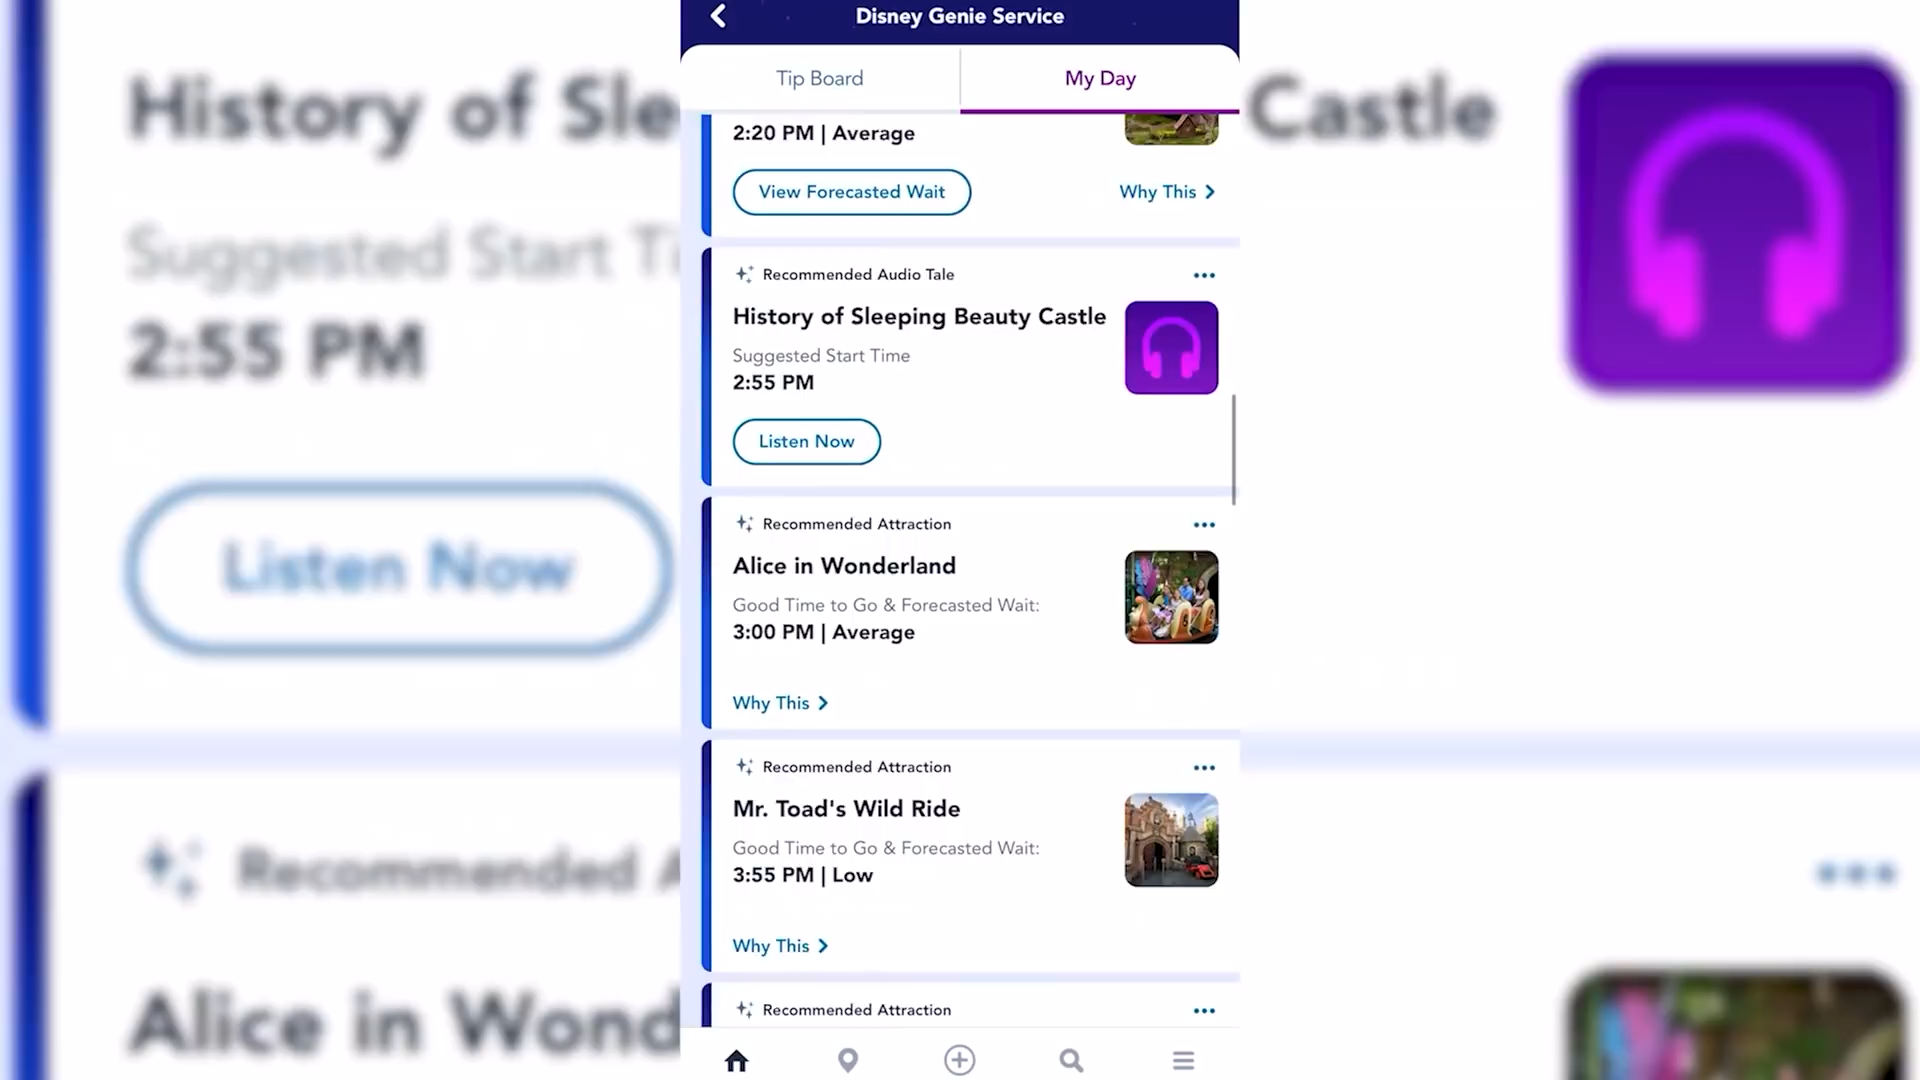 Disney Genie Service
Tip Board
My Day
2:20 PM | Average
View Forecasted Wait
Why This
Recommended Audio Tale
History of Sleeping Beauty Castle
Suggested Start Time
2:55 PM
Listen Now
Recommended Attraction
Alice in Wonderland
Good Time to Go & Forecasted Wait:
3:00 PM | Average
Why This
Recommended Attraction
Mr. Toad's Wild Ride
Good Time to Go & Forecasted Wait:
3:55 PM | Low
Why This
Recommended Attraction
History of Sle
Castle
Suggested Start Ti
2:55 PM
Listen Now
Recommended A
Alice in Wond